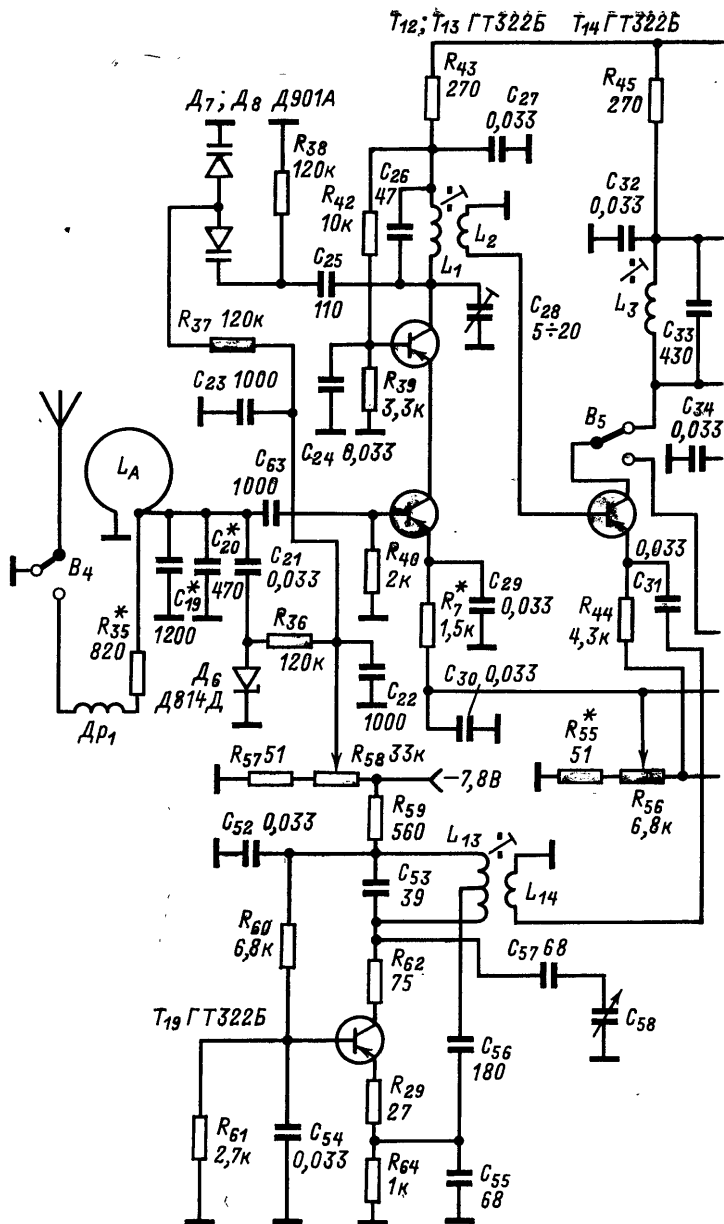 Т12; Т13 ГТ322Б
Т14 ГТ322Б
R43
270
R45
270
Д7; Д8 Д901А
C27
0,033
R38
120к
C26
47
C32
0,033
R42
10к
L2
C25
110
L1
L3
C28
5÷20
C33
430
R37 120к
R39
3,3к
C23 1000
B5
C34
0,033
C24 0,033
LА
C63
1000
C20*
470
C21
0,033
R40
2к
0,033
C31
B4
C19*
1200
R7*
1,5к
C29
0,033
R44
4,3к
R35*
820
R36
120к
Д6
Д814Д
C22
1000
C30 0,033
Др1
R55*
51
R57 51
R58 33к
−7,8В
R56
6,8к
R59
560
C52 0,033
L13
C53
39
L14
R60
6,8к
C57 68
R62
75
Т19 ГТ322Б
C58
C56
180
R29
27
R61
2,7к
C54
0,033
R64
1к
C55
68